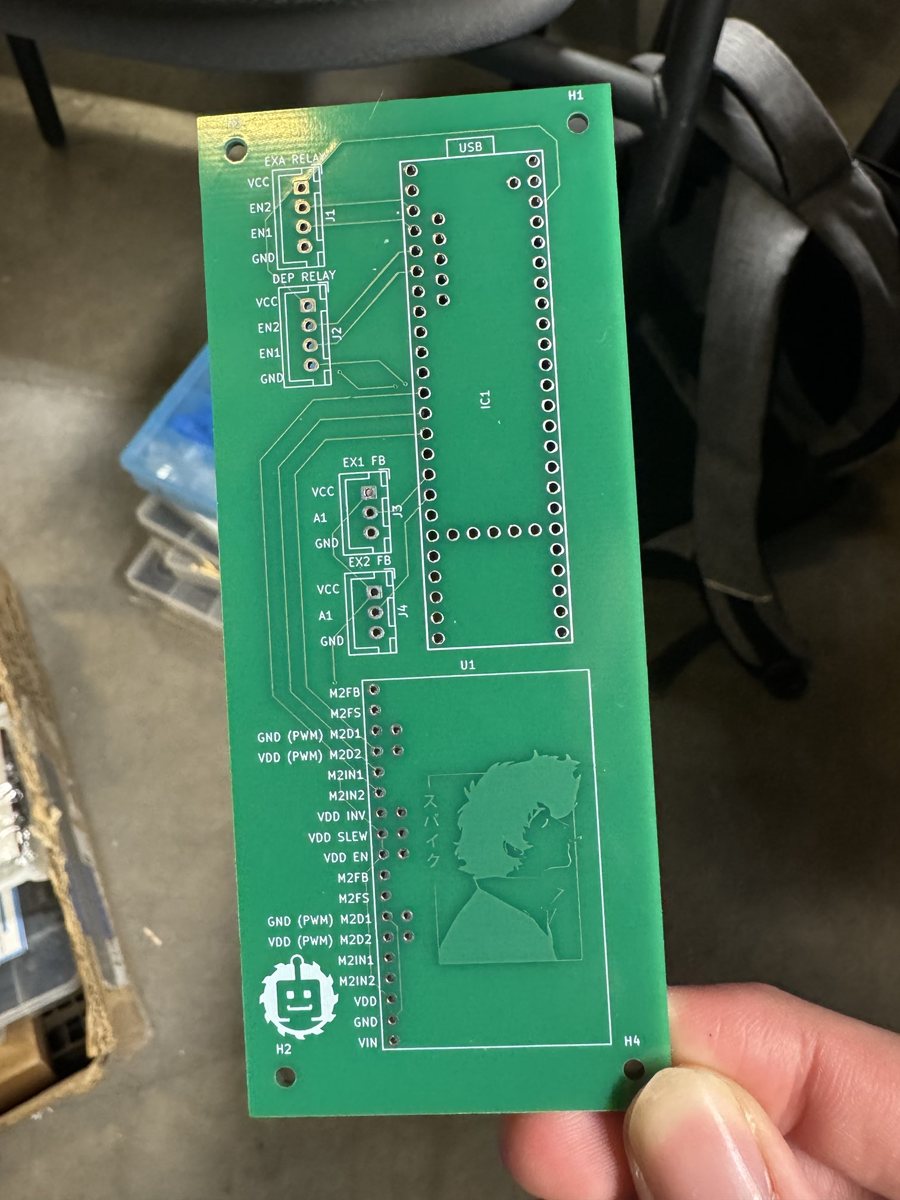 H1
USB
EXA RELAY
VCC
EN2
EN1
GND
J1
DEP RELAY
VCC
EN2
EN1
GND
J2
IC1
EX1 FB
VCC
A1
GND
J3
EX2 FB
VCC
A1
GND
J4
U1
M2FB
M2FS
GND (PWM) M2D1
VDD (PWM) M2D2
M2IN1
M2IN2
VDD INV
VDD SLEW
VDD EN
M2FB
M2FS
GND (PWM) M2D1
VDD (PWM) M2D2
M2IN1
M2IN2
VDD
GND
VIN
スパイク
H2
H4